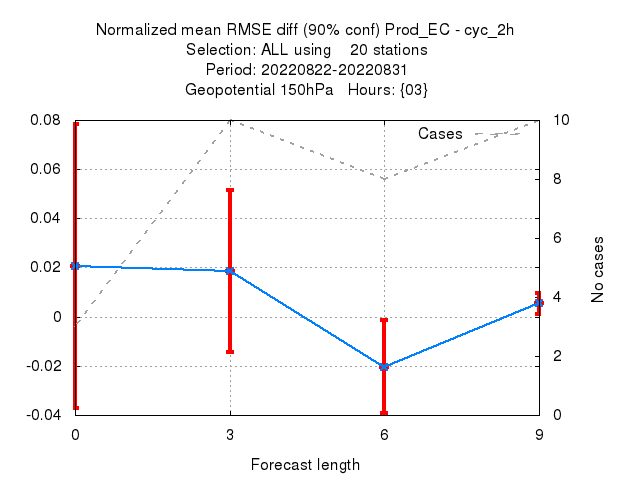 Normalized mean RMSE diff (90% conf) Prod_EC - cyc_2h
Selection: ALL using    20 stations
Period: 20220822-20220831
Geopotential 150hPa   Hours: {03}
Cases
0.08
0.06
0.04
0.02
0
-0.02
-0.04
10
8
6
4
2
0
No cases
0 3 6 9
Forecast length